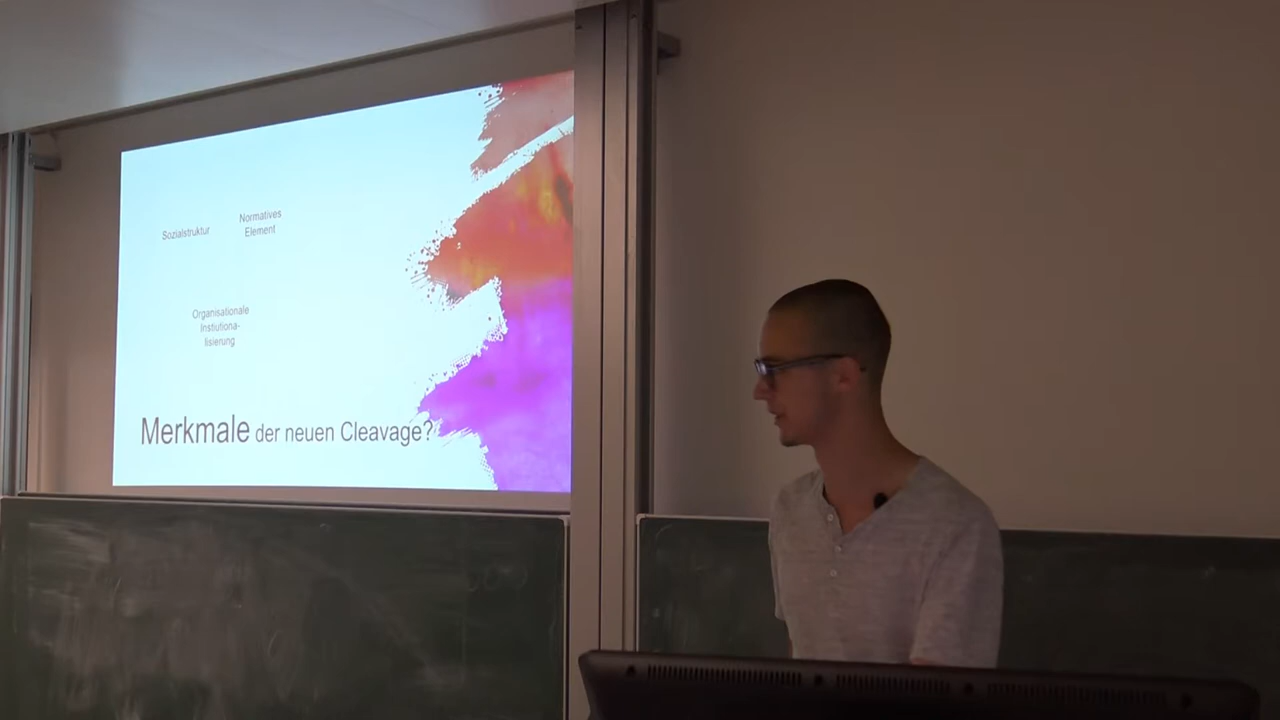 Sozialstruktur
Normatives
Element
Organisationale
Instiutiona-
lisierung
Merkmale der neuen Cleavage?